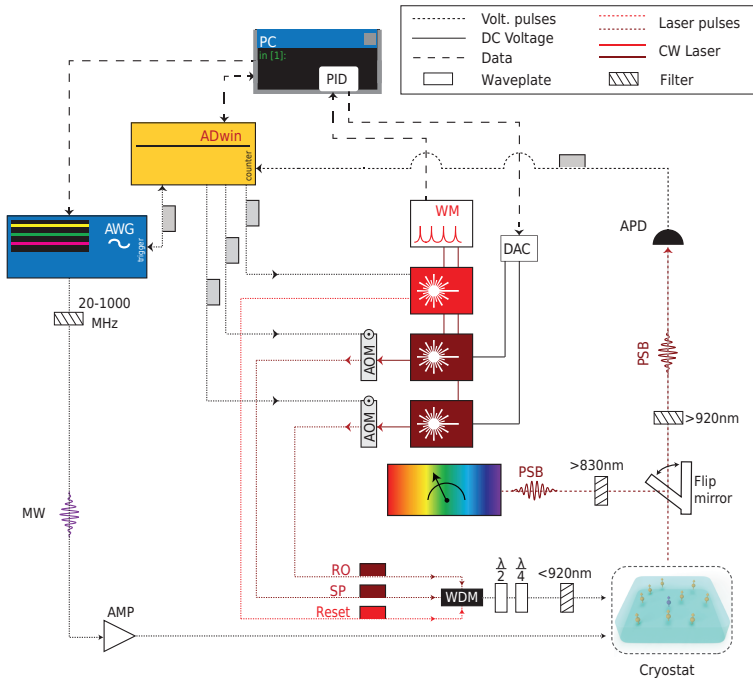 PC
in [1]:
PID
Volt. pulses
DC Voltage
Data
Waveplate
Laser pulses
CW Laser
Filter
ADwin
counter
AWG
trigger
WM
DAC
APD
20-1000
MHz
AOM
AOM
PSB
>920nm
PSB
>830nm
Flip
mirror
MW
RO
SP
Reset
WDM
λ
2
λ
4
<920nm
AMP
Cryostat